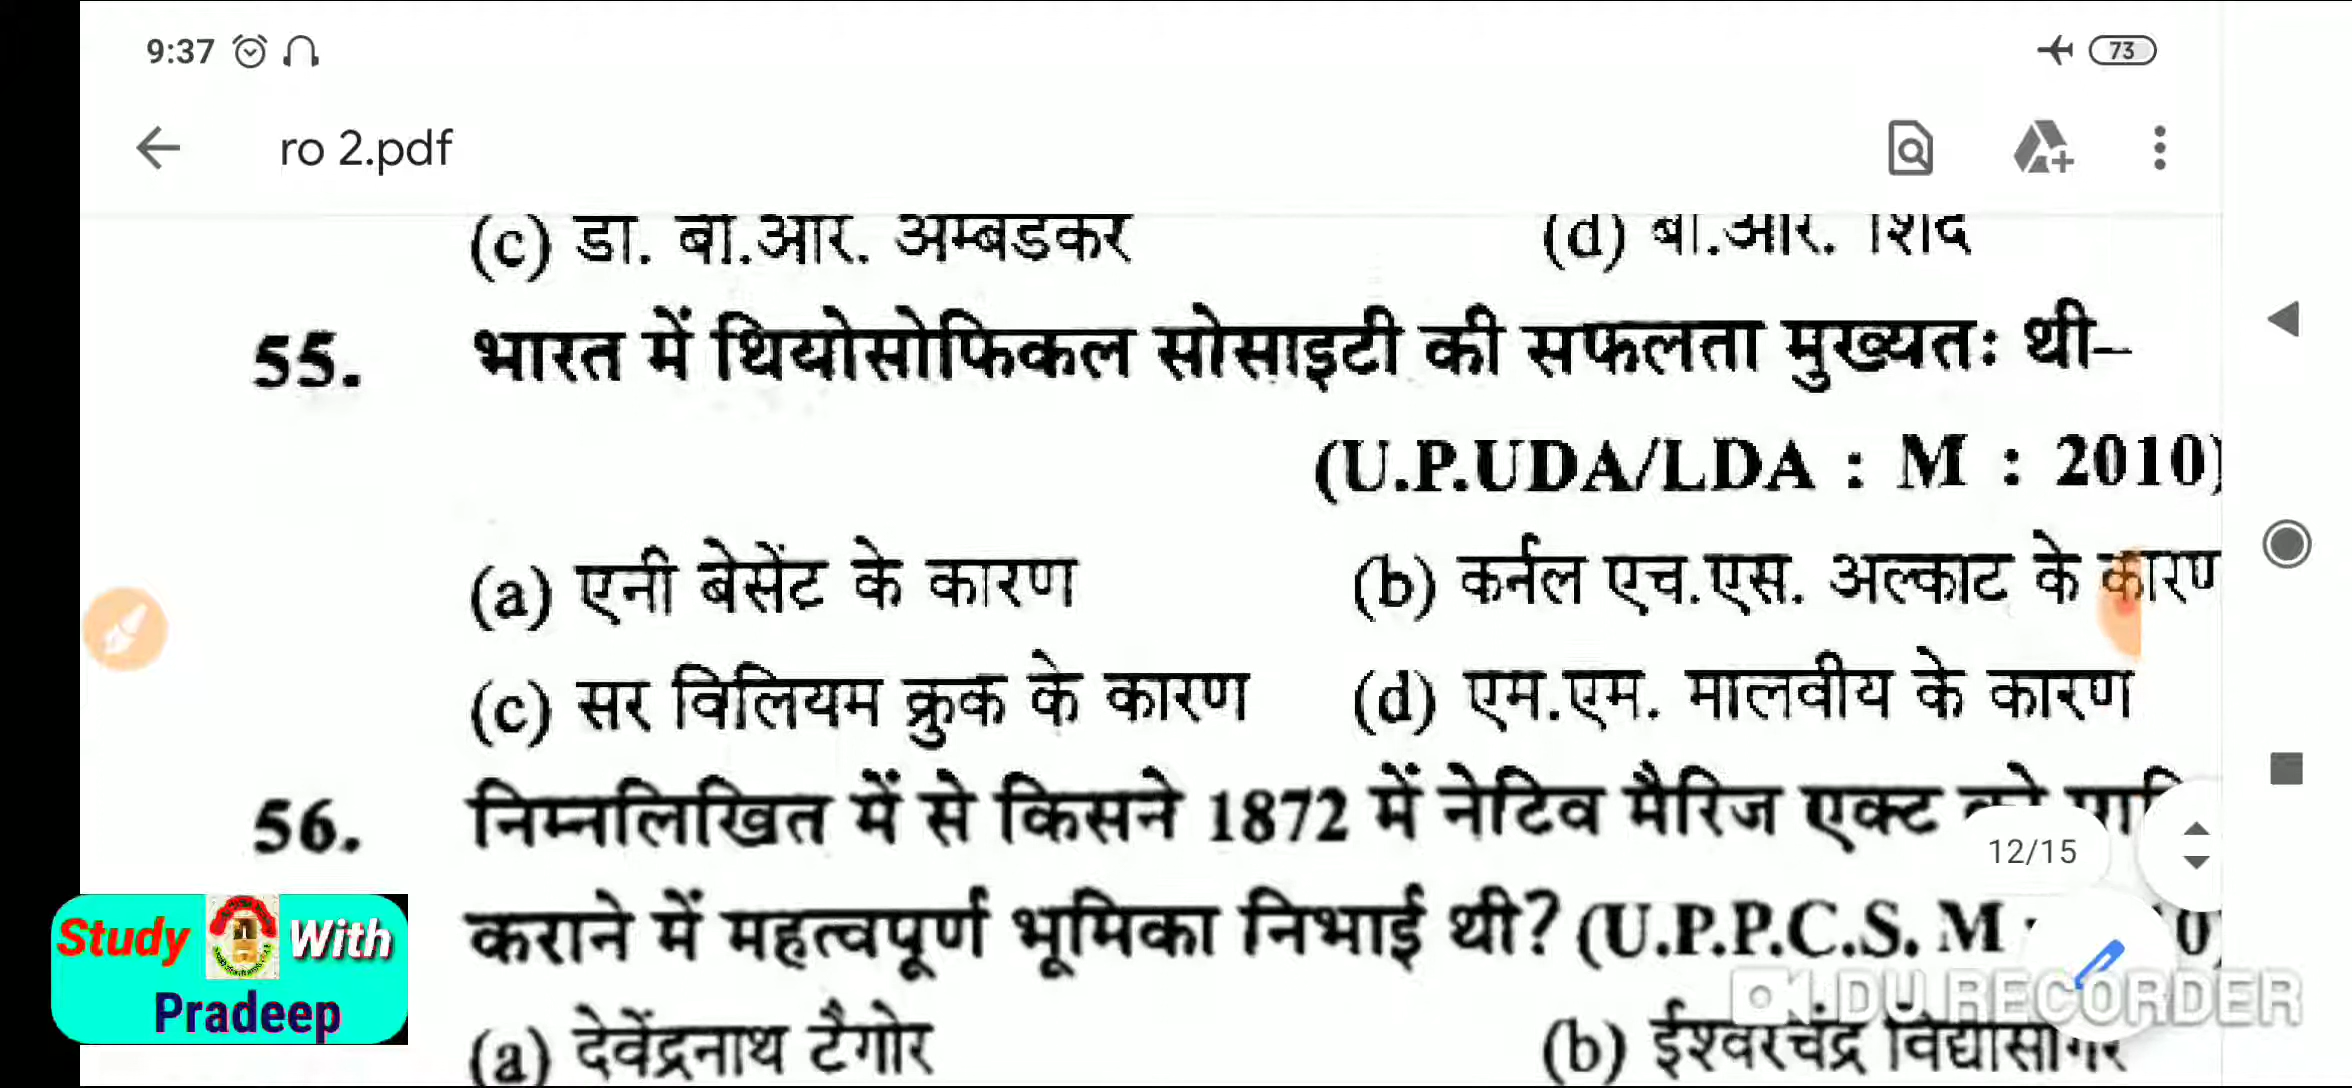 9:37 73
ro 2.pdf
(c) डा. बी.आर. अम्बेडकर (d) बी.आर. शिंदे
55. भारत में थियोसोफिकल सोसाइटी की सफलता मुख्यतः थी–
(U.P.UDA/LDA : M : 2010)
(a) एनी बेसेंट के कारण (b) कर्नल एच.एस. अल्काट के कारण
(c) सर विलियम क्रुक के कारण (d) एम.एम. मालवीय के कारण
56. निम्नलिखित में से किसने 1872 में नेटिव मैरिज एक्ट को
12/15
कराने में महत्वपूर्ण भूमिका निभाई थी? (U.P.P.C.S. M
Study With
Pradeep
DU RECORDER
(a) देवेंद्रनाथ टैगोर (b) ईश्वरचंद्र विद्यासागर